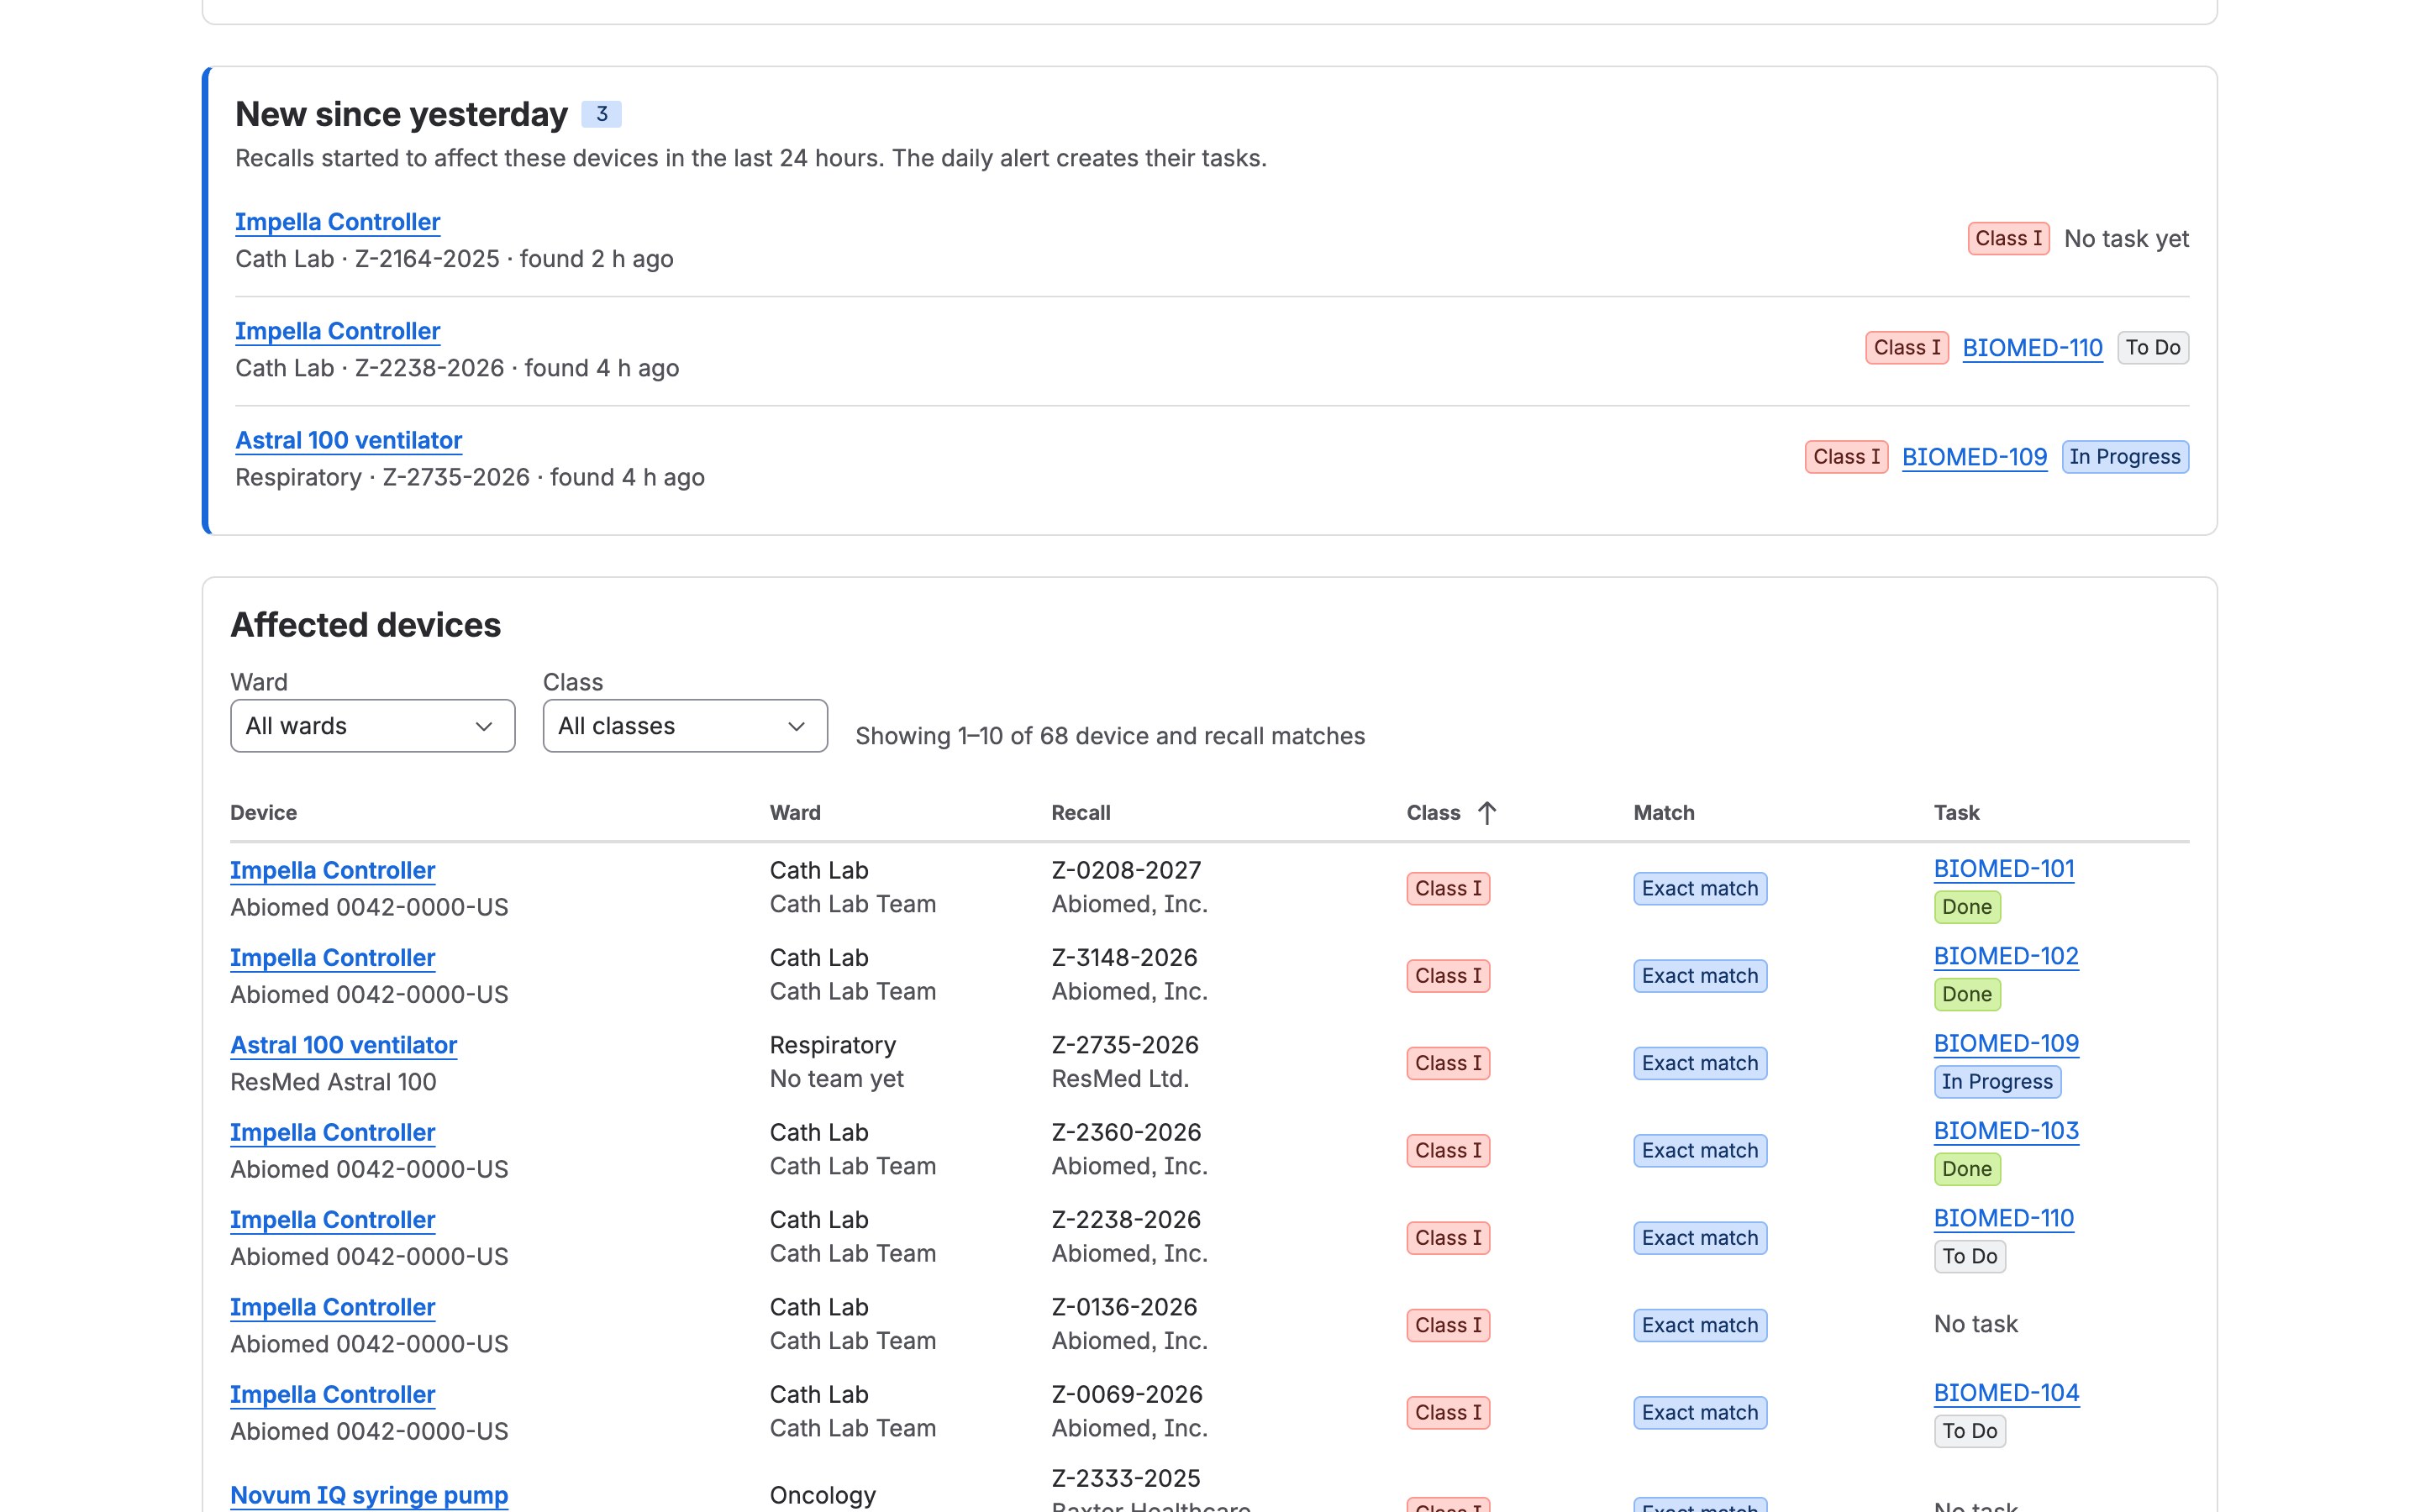 New since yesterday 3
Recalls started to affect these devices in the last 24 hours. The daily alert creates their tasks.
Impella Controller
Cath Lab · Z-2164-2025 · found 2 h ago
Class I No task yet
Impella Controller
Cath Lab · Z-2238-2026 · found 4 h ago
Class I BIOMED-110 To Do
Astral 100 ventilator
Respiratory · Z-2735-2026 · found 4 h ago
Class I BIOMED-109 In Progress
Affected devices
Ward Class
All wards All classes Showing 1–10 of 68 device and recall matches
Device Ward Recall Class Match Task
Impella Controller Cath Lab Z-0208-2027 Class I Exact match BIOMED-101
Abiomed 0042-0000-US Cath Lab Team Abiomed, Inc. Done
Impella Controller Cath Lab Z-3148-2026 Class I Exact match BIOMED-102
Abiomed 0042-0000-US Cath Lab Team Abiomed, Inc. Done
Astral 100 ventilator Respiratory Z-2735-2026 Class I Exact match BIOMED-109
ResMed Astral 100 No team yet ResMed Ltd. In Progress
Impella Controller Cath Lab Z-2360-2026 Class I Exact match BIOMED-103
Abiomed 0042-0000-US Cath Lab Team Abiomed, Inc. Done
Impella Controller Cath Lab Z-2238-2026 Class I Exact match BIOMED-110
Abiomed 0042-0000-US Cath Lab Team Abiomed, Inc. To Do
Impella Controller Cath Lab Z-0136-2026 Class I Exact match No task
Abiomed 0042-0000-US Cath Lab Team Abiomed, Inc.
Impella Controller Cath Lab Z-0069-2026 Class I Exact match BIOMED-104
Abiomed 0042-0000-US Cath Lab Team Abiomed, Inc. To Do
Novum IQ syringe pump Oncology Z-2333-2025 Class I Exact match No task
Baxter Healthcare